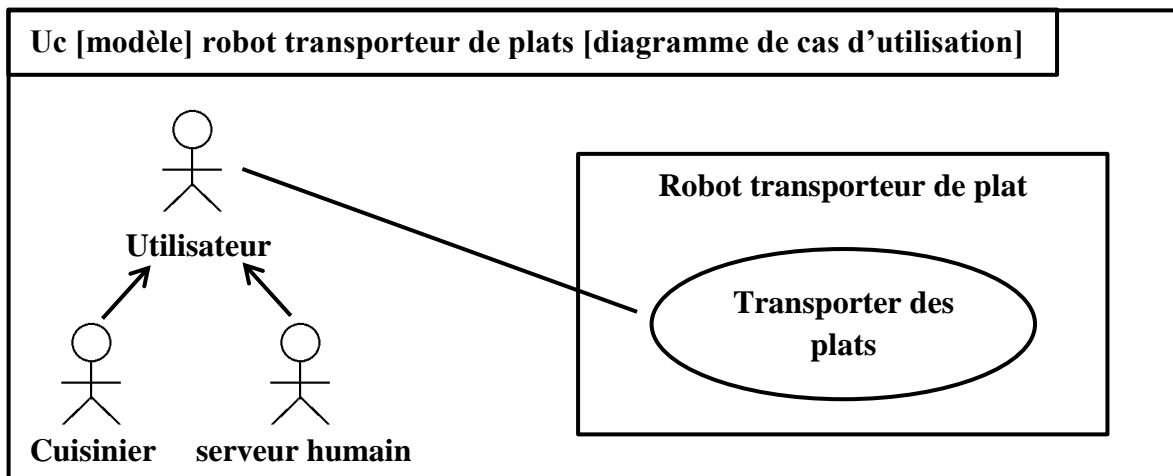 Uc [modèle] robot transporteur de plats [diagramme de cas d’utilisation]
Robot transporteur de plat
Utilisateur
Transporter des
plats
Cuisinier
serveur humain